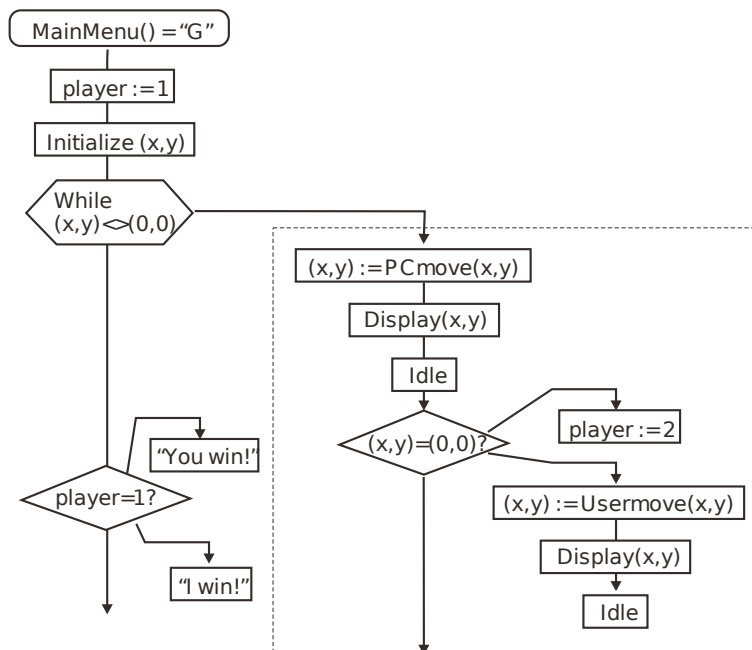 MainMenu() = “G”
player := 1
Initialize (x,y)
While
(x,y)<>(0,0)
(x,y) := PCmove(x,y)
Display(x,y)
Idle
(x,y)=(0,0)?
player := 2
(x,y) := Usermove(x,y)
Display(x,y)
Idle
“You win!”
player=1?
“I win!”